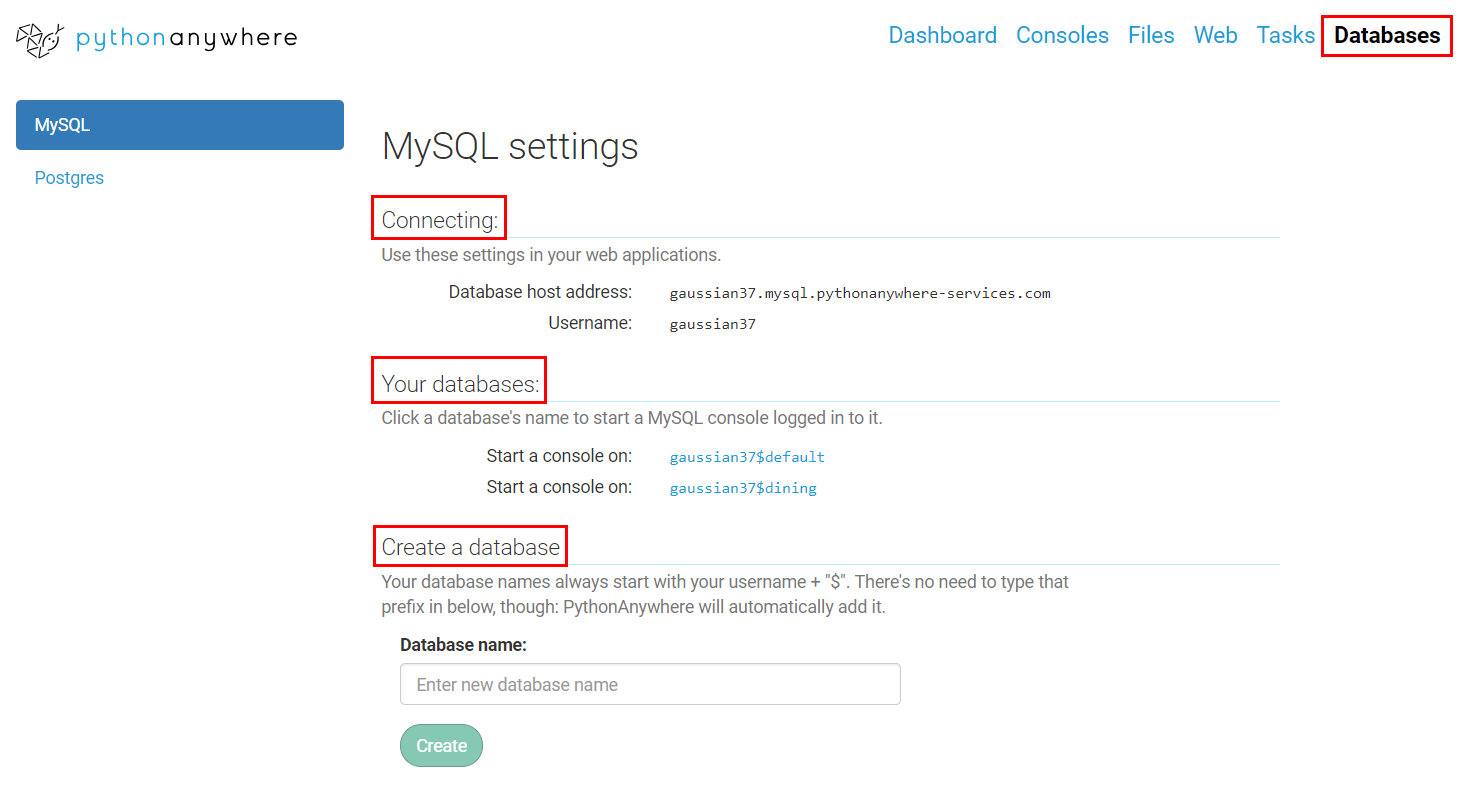 pythonanywhere
Dashboard Consoles Files Web Tasks Databases
MySQL
Postgres
MySQL settings
Connecting:
Use these settings in your web applications.
Database host address: gaussian37.mysql.pythonanywhere-services.com
Username: gaussian37
Your databases:
Click a database's name to start a MySQL console logged in to it.
Start a console on: gaussian37$default
Start a console on: gaussian37$dining
Create a database
Your database names always start with your username + "$". There's no need to type that
prefix in below, though: PythonAnywhere will automatically add it.
Database name:
Enter new database name
Create